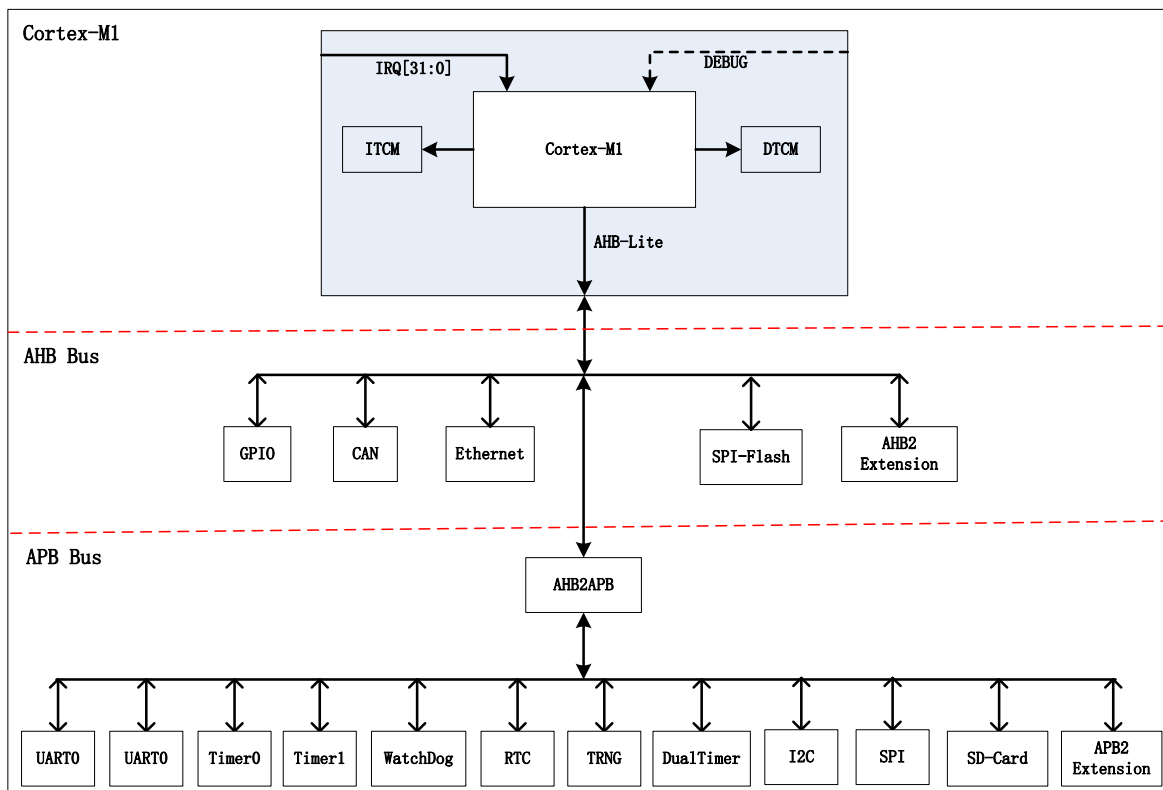 Cortex-M1
IRQ[31:0]
DEBUG
ITCM
Cortex-M1
DTCM
AHB-Lite
AHB Bus
GPIO
CAN
Ethernet
SPI-Flash
AHB2
Extension
APB Bus
AHB2APB
UART0
UART0
Timer0
Timer1
WatchDog
RTC
TRNG
DualTimer
I2C
SPI
SD-Card
APB2
Extension